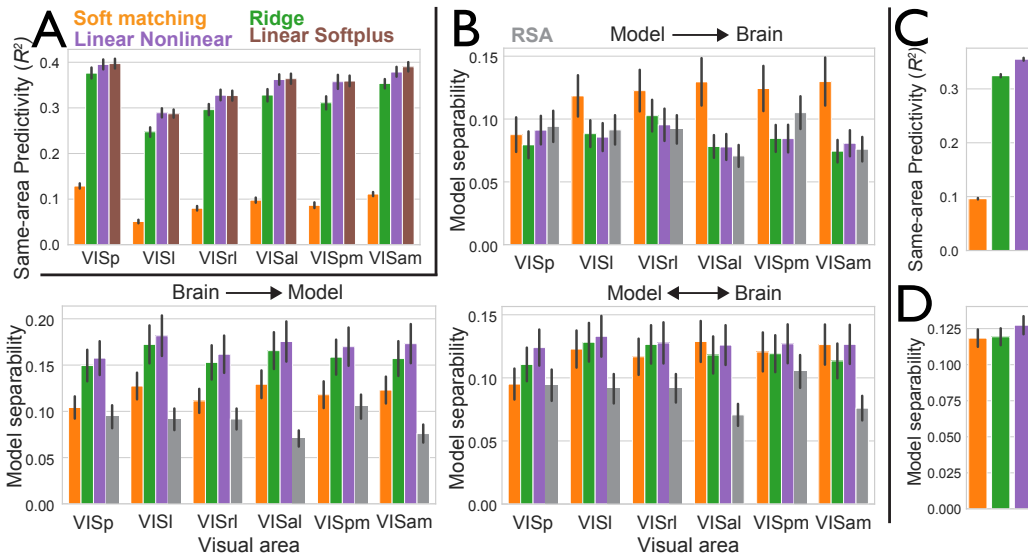 A
Soft matching
Ridge
Linear Nonlinear
Linear Softplus
Same-area Predictivity (R²)
0.4
0.3
0.2
0.1
0.0
VISp VISl VISrl VISal VISpm VISam
B
RSA
Model → Brain
Model separability
0.15
0.10
0.05
0.00
VISp VISl VISrl VISal VISpm VISam
C
Same-area Predictivity (R²)
0.3
0.2
0.1
0.0
Brain → Model
Model separability
0.20
0.15
0.10
0.05
0.00
VISp VISl VISrl VISal VISpm VISam
Visual area
Model ↔ Brain
Model separability
0.15
0.10
0.05
0.00
VISp VISl VISrl VISal VISpm VISam
Visual area
D
Model separability
0.125
0.100
0.075
0.050
0.025
0.000